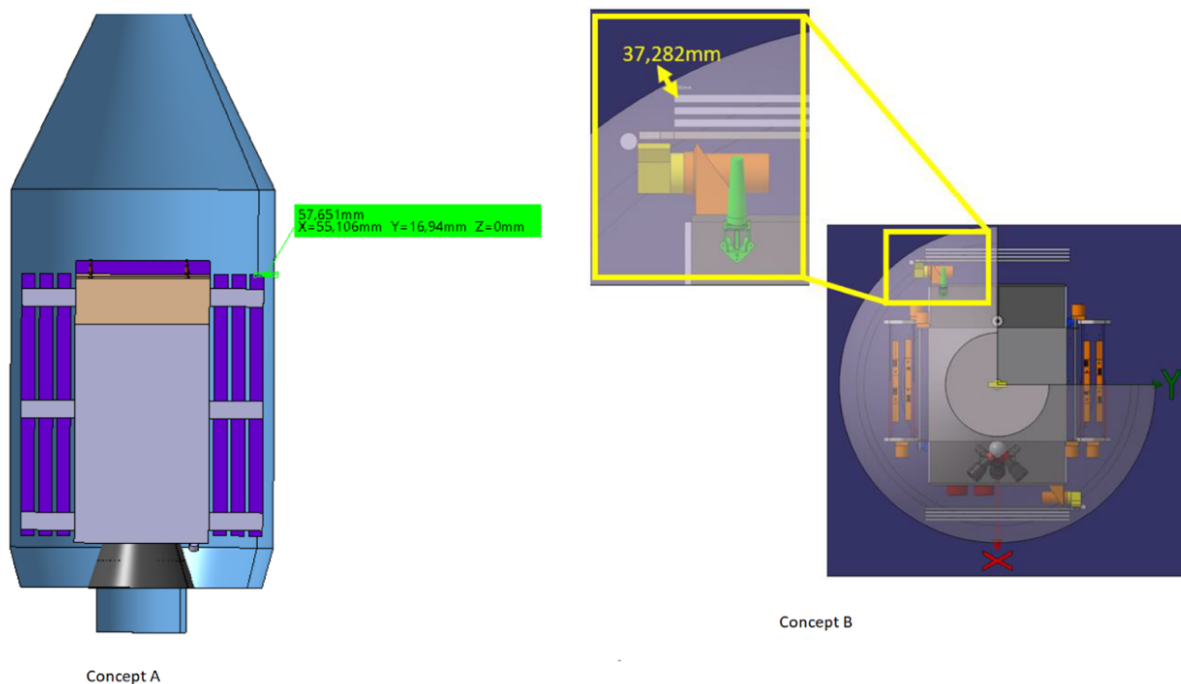 37,282mm
57,651mm
X=55,106mm Y=16,94mm Z=0mm
Y
X
Concept B
Concept A